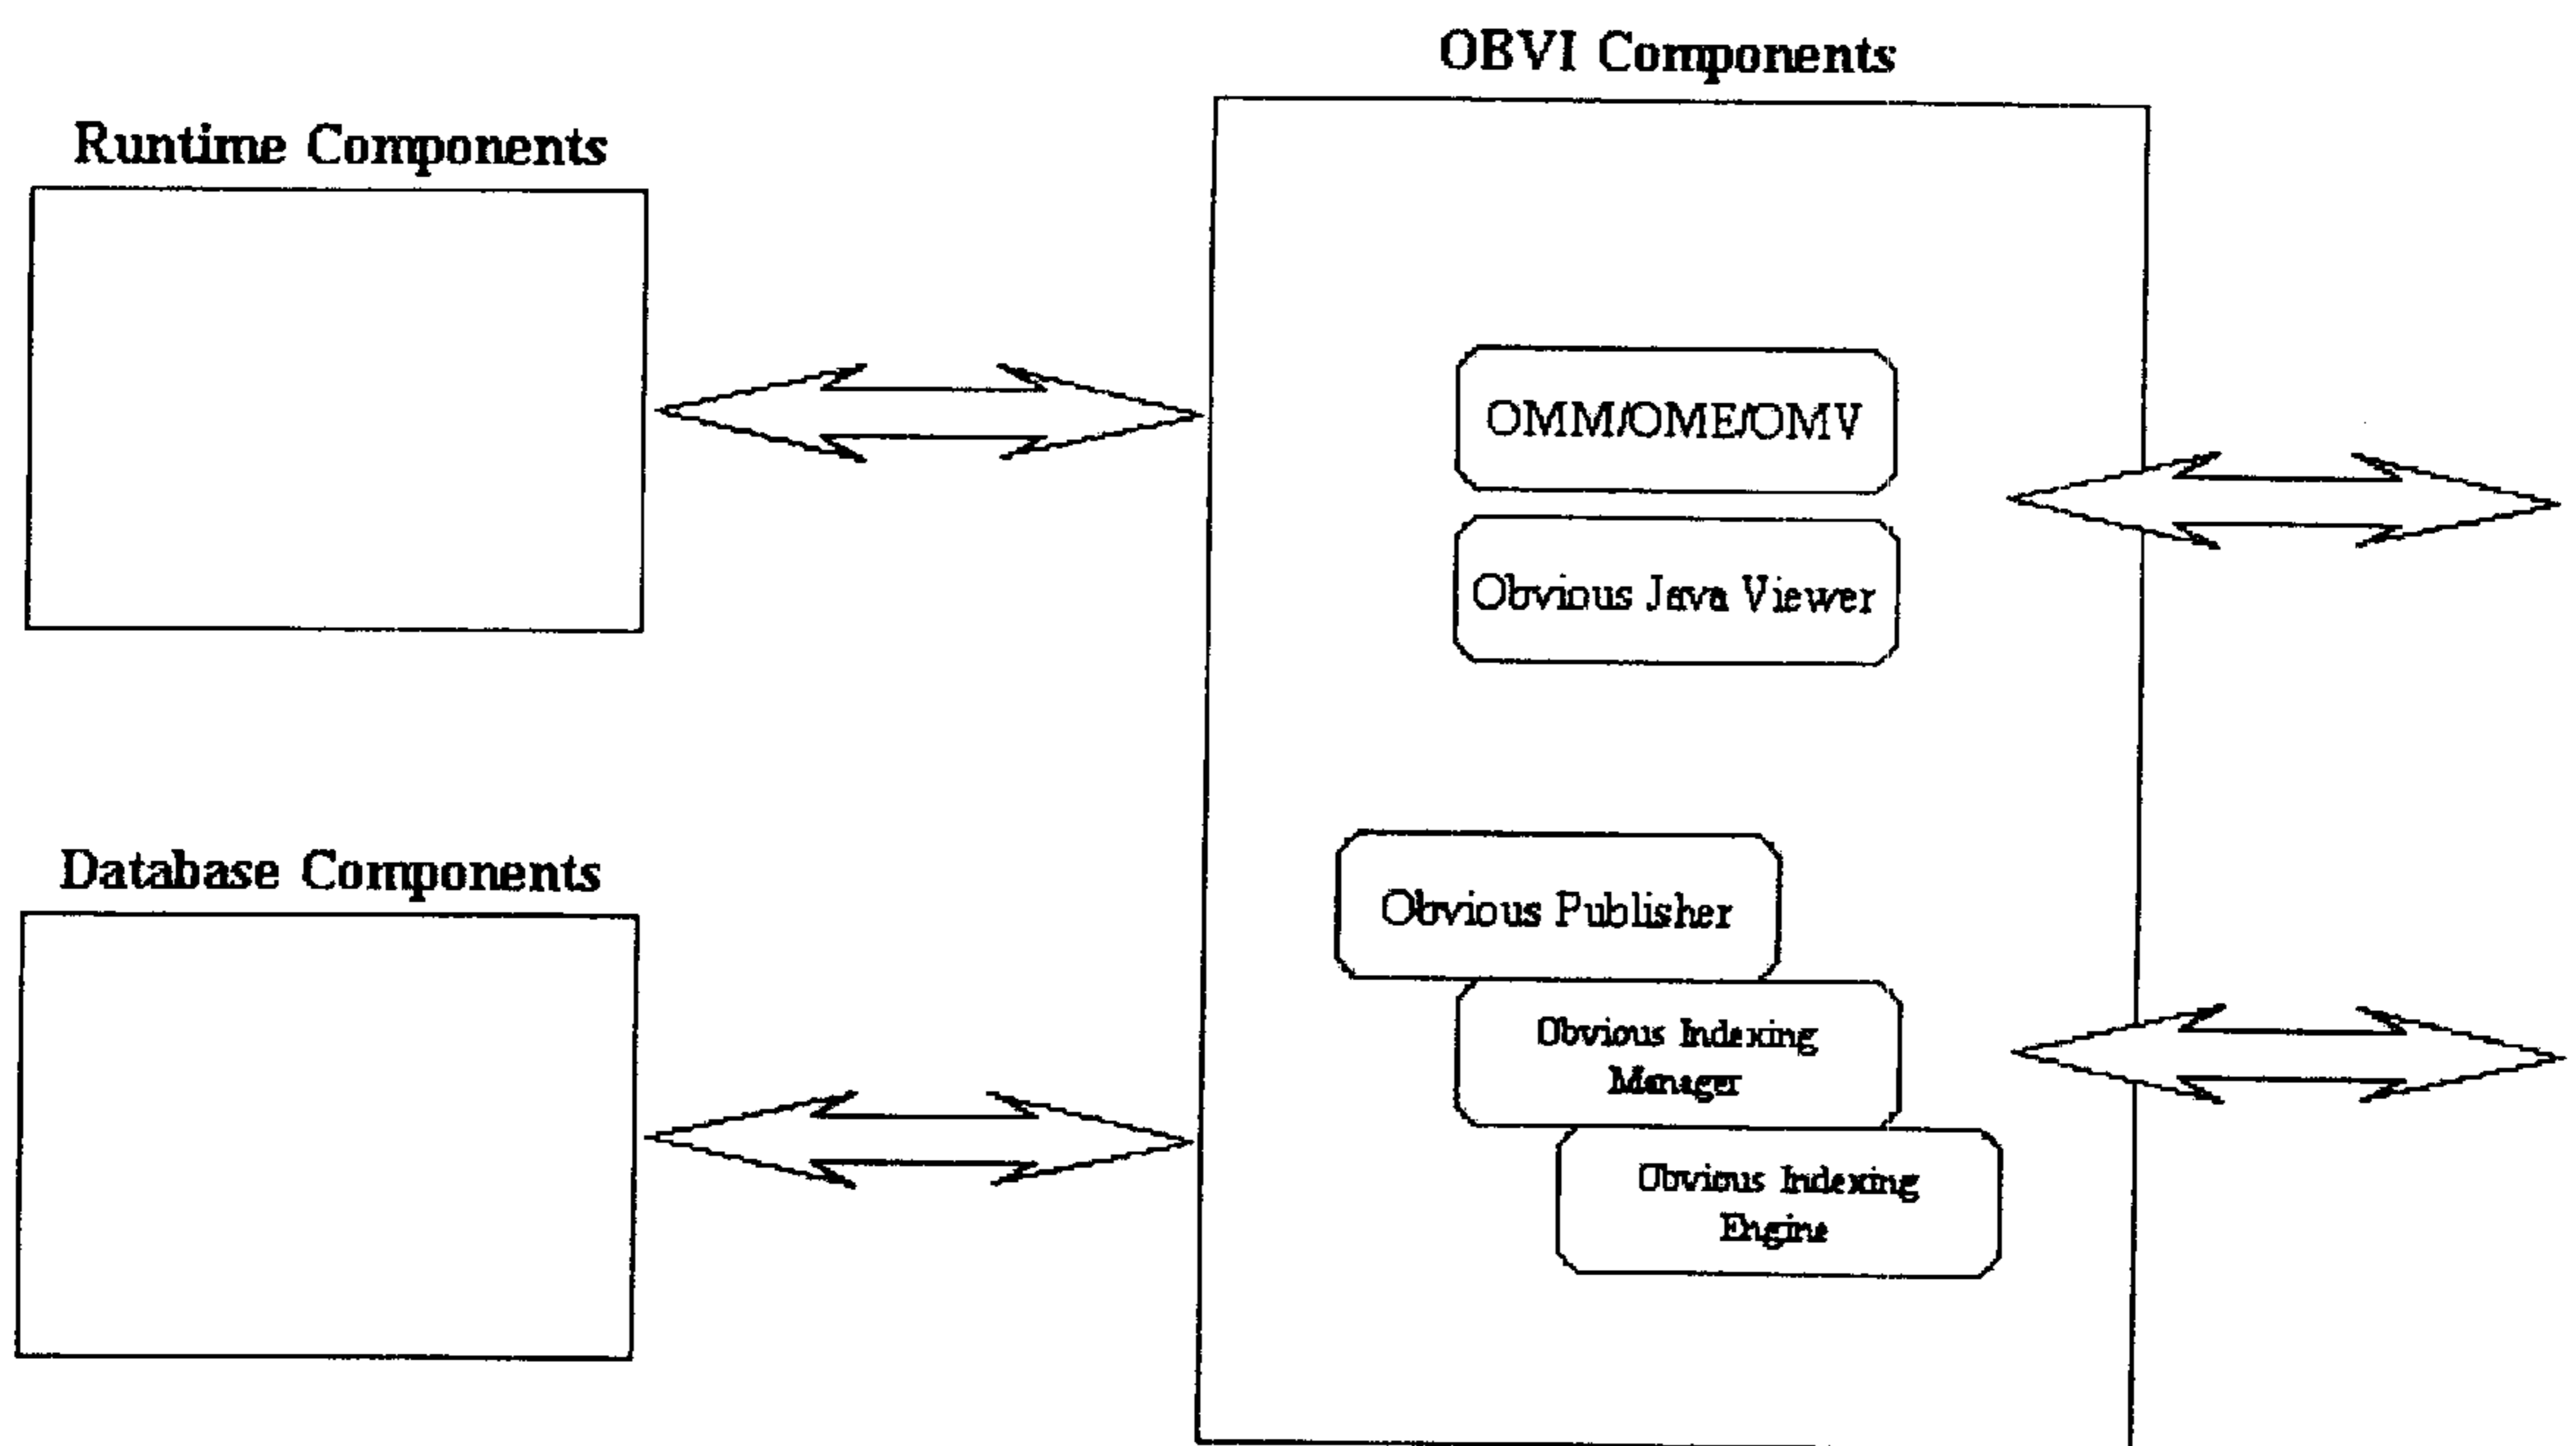 OBVI Components
Runtime Components
OMM/OME/OMV
Obvious Java Viewer
Database Components
Obvious Publisher
Obvious Indexing
Manager
Obvious Indexing
Engine